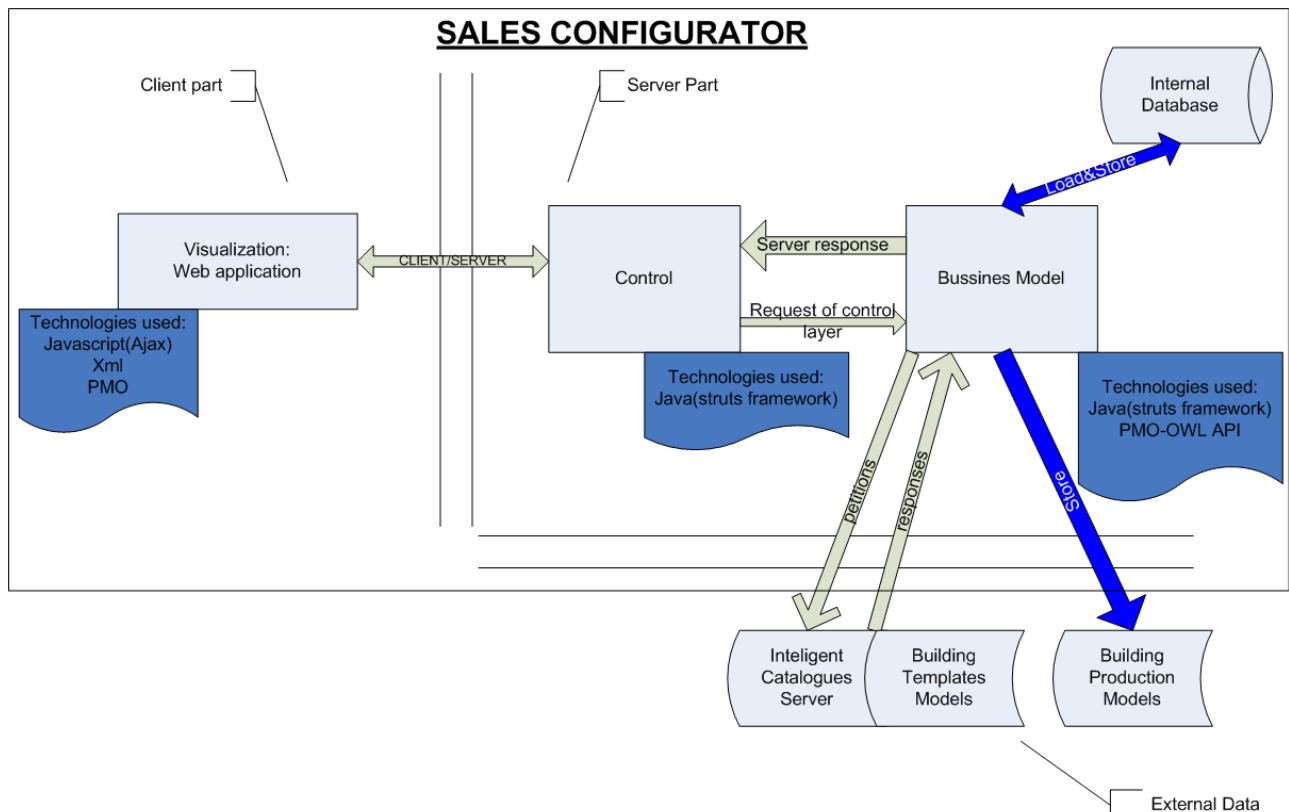 SALES CONFIGURATOR
Client part
Server Part
Internal
Database
Load&Store
Visualization:
Web application
CLIENT/SERVER
Control
Server response
Bussines Model
Request of control
layer
Technologies used:
Javascript(Ajax)
Xml
PMO
Technologies used:
Java(struts framework)
Technologies used:
Java(struts framework)
PMO-OWL API
petitions
responses
Store
Inteligent
Catalogues
Server
Building
Templates
Models
Building
Production
Models
External Data